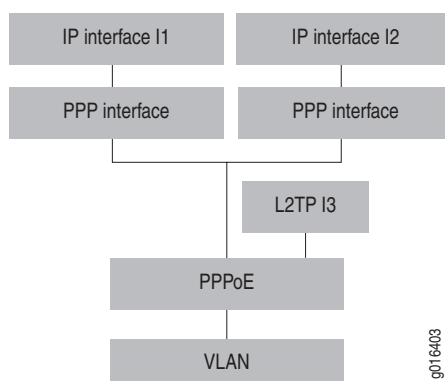 IP interface I1
IP interface I2
PPP interface
PPP interface
L2TP I3
PPPoE
VLAN
g016403